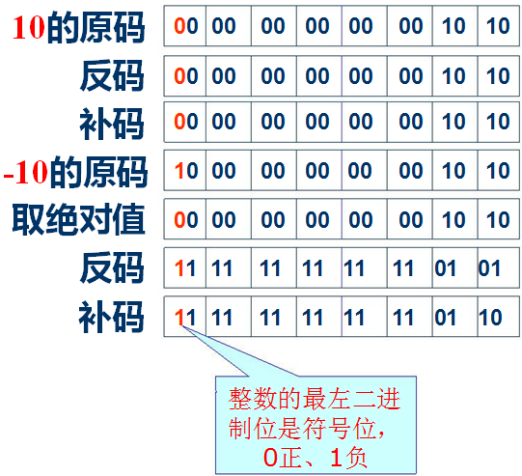 10的原码 00 00 00 00 00 00 10 10
反码 00 00 00 00 00 00 10 10
补码 00 00 00 00 00 00 10 10
-10的原码 10 00 00 00 00 00 10 10
取绝对值 00 00 00 00 00 00 10 10
反码 11 11 11 11 11 11 01 01
补码 11 11 11 11 11 11 01 10
整数的最左二进
制位是符号位，
0正、1负